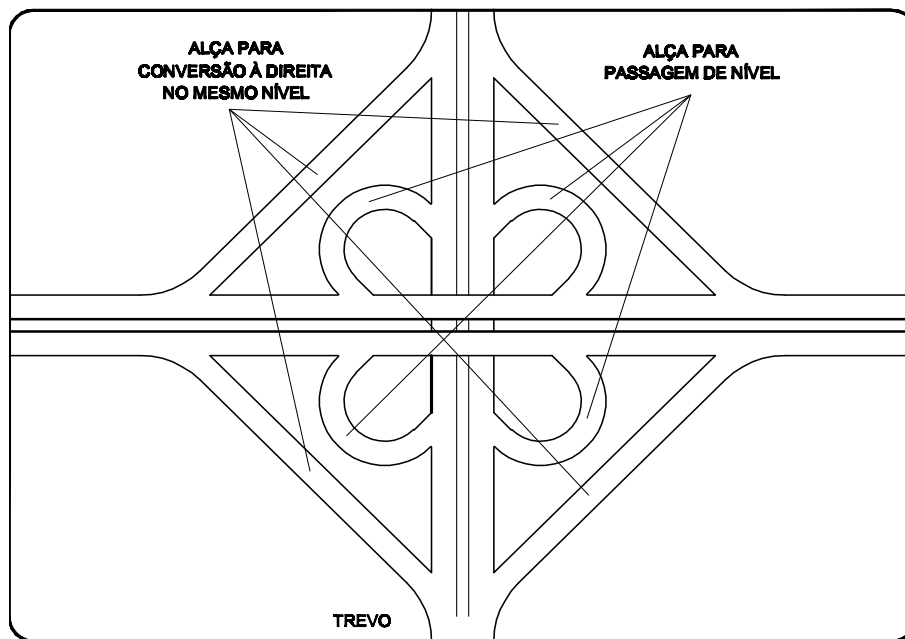 ALÇA PARA
CONVERSÃO À DIREITA
NO MESMO NÍVEL
ALÇA PARA
PASSAGEM DE NÍVEL
TREVO